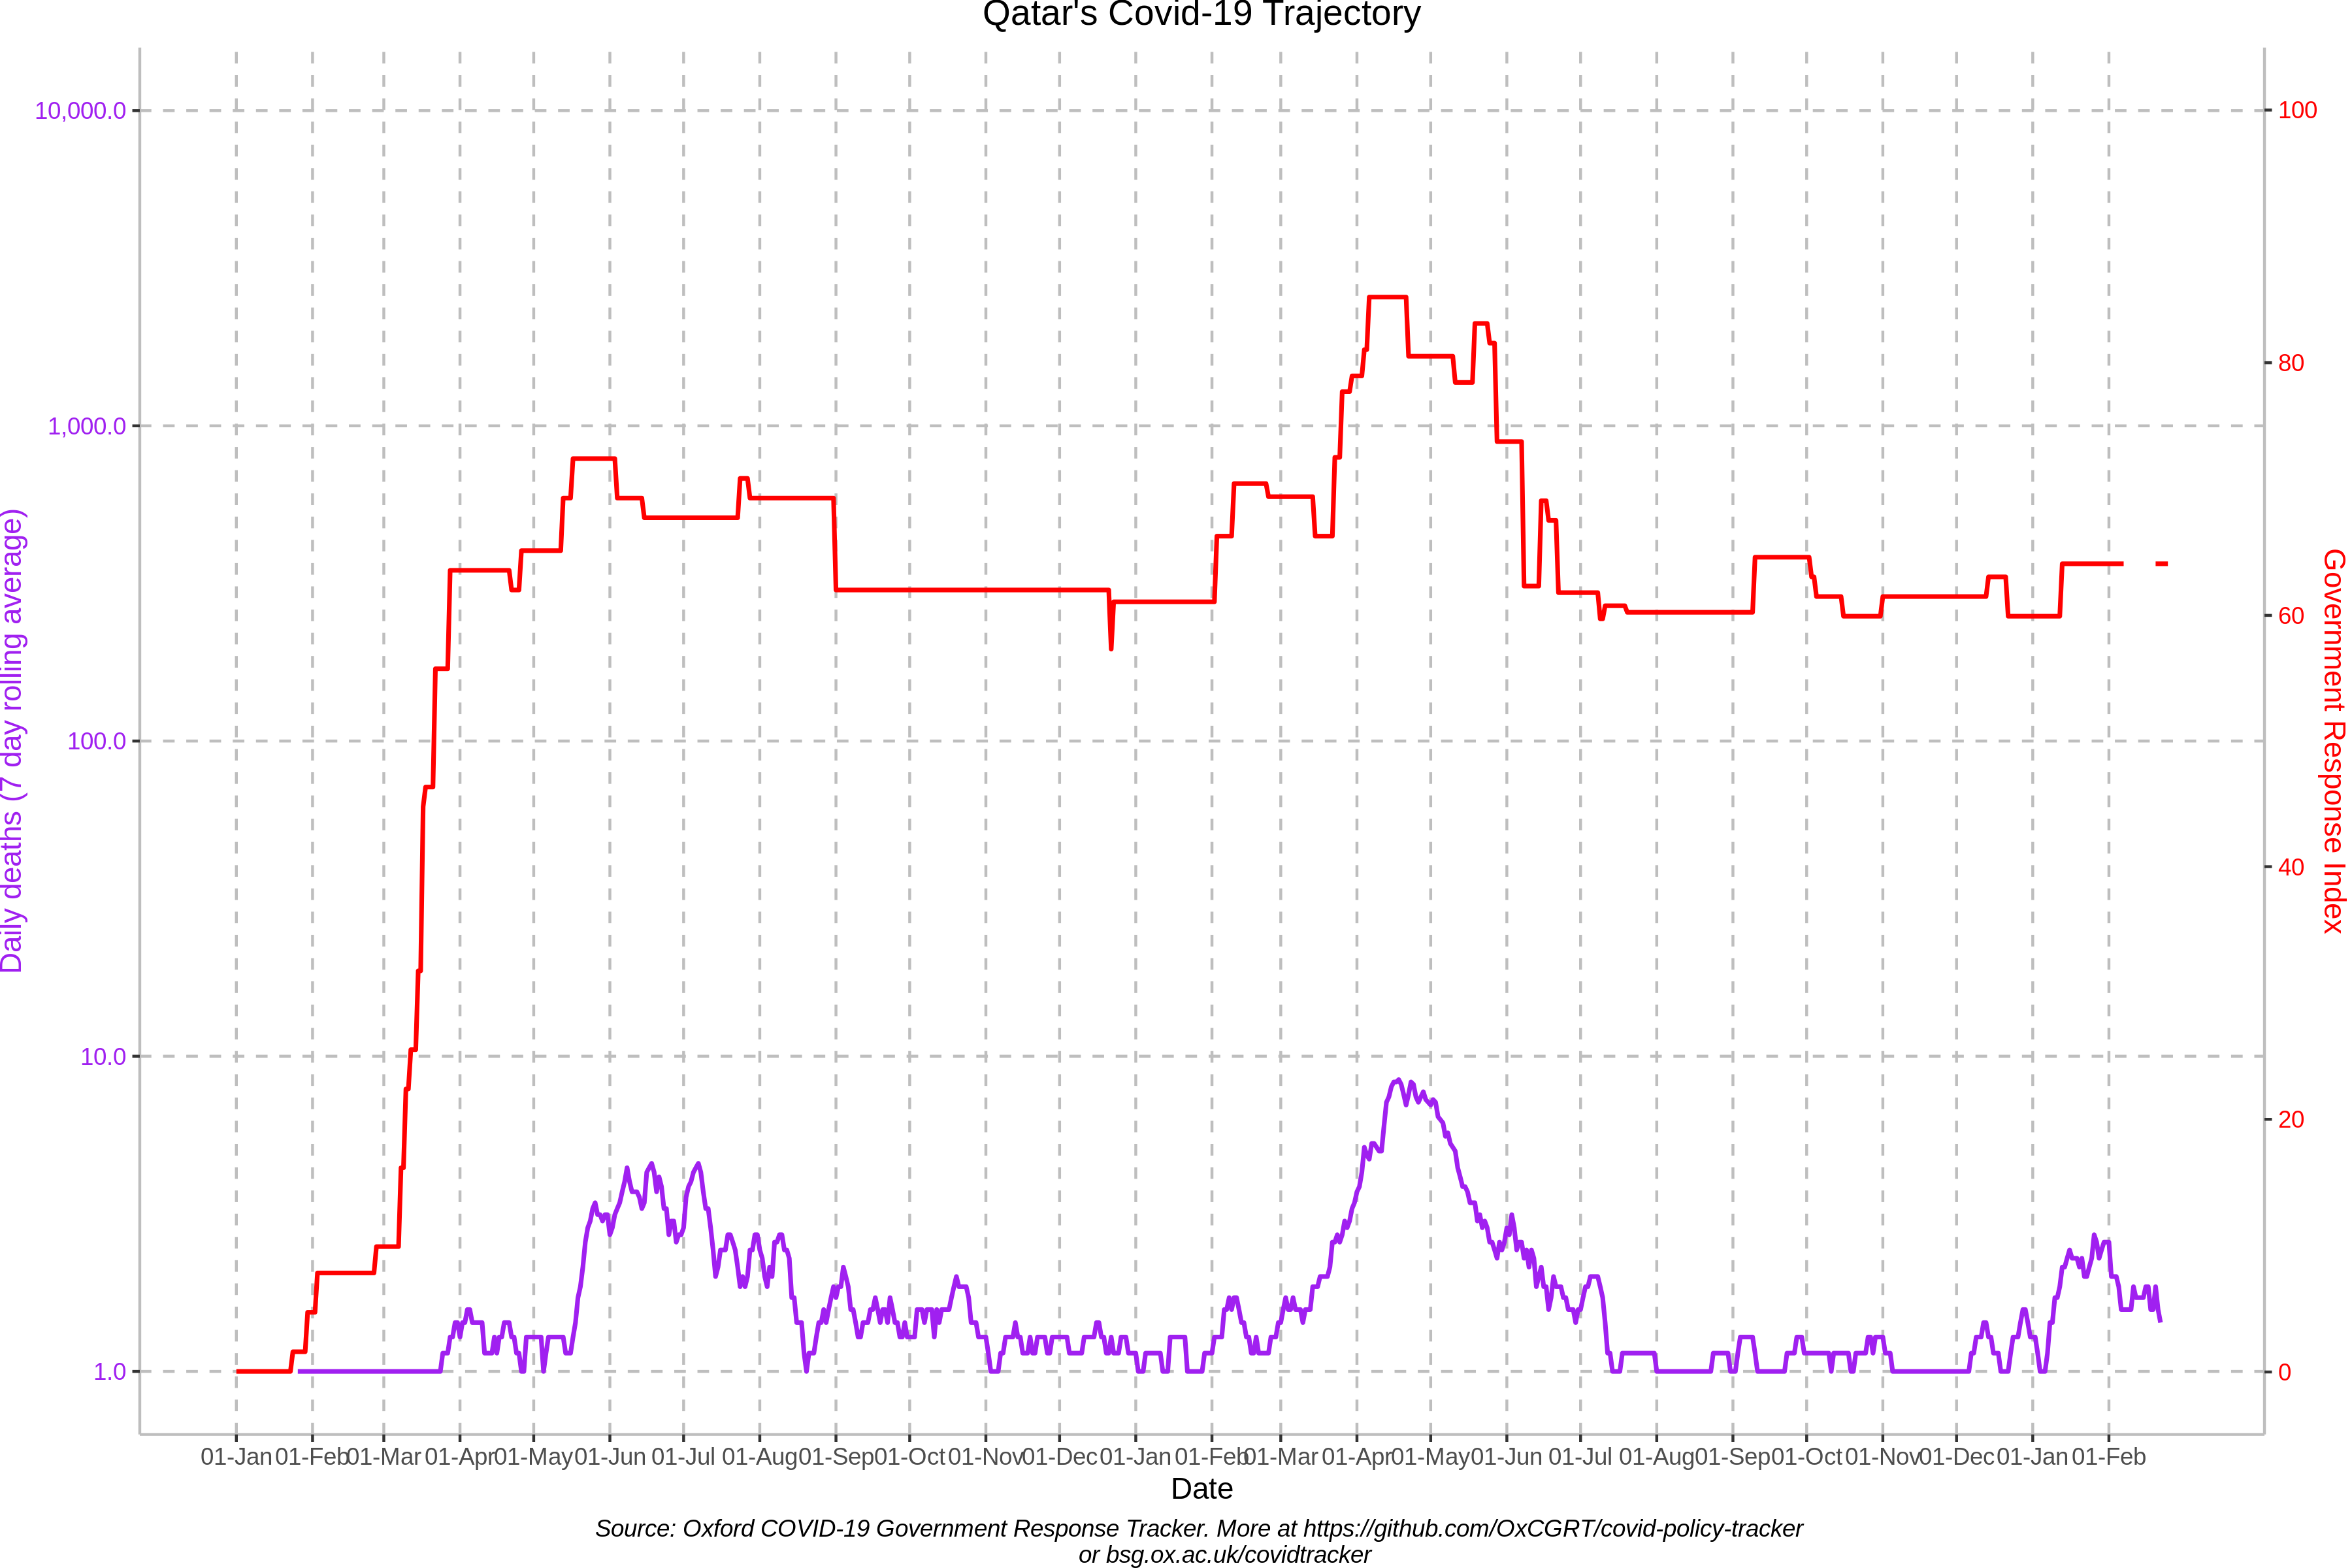 Qatar's Covid-19 Trajectory
10,000.0
1,000.0
100.0
10.0
1.0
Daily deaths (7 day rolling average)
100
80
60
40
20
0
Government Response Index
01-Jan 01-Feb 01-Mar 01-Apr 01-May 01-Jun 01-Jul 01-Aug 01-Sep 01-Oct 01-Nov 01-Dec 01-Jan 01-Feb 01-Mar 01-Apr 01-May 01-Jun 01-Jul 01-Aug 01-Sep 01-Oct 01-Nov 01-Dec 01-Jan 01-Feb
Date
Source: Oxford COVID-19 Government Response Tracker. More at https://github.com/OxCGRT/covid-policy-tracker
or bsg.ox.ac.uk/covidtracker